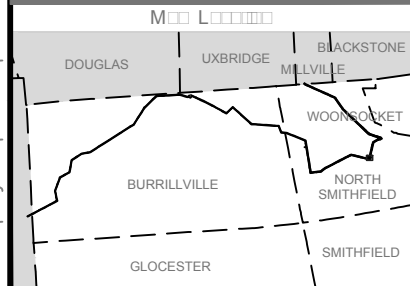 BLACKSTONE
UXBRIDGE
DOUGLAS
MILLVILLE
WOONSOCKET
BURRILLVILLE
NORTH
SMITHFIELD
SMITHFIELD
GLOCESTER